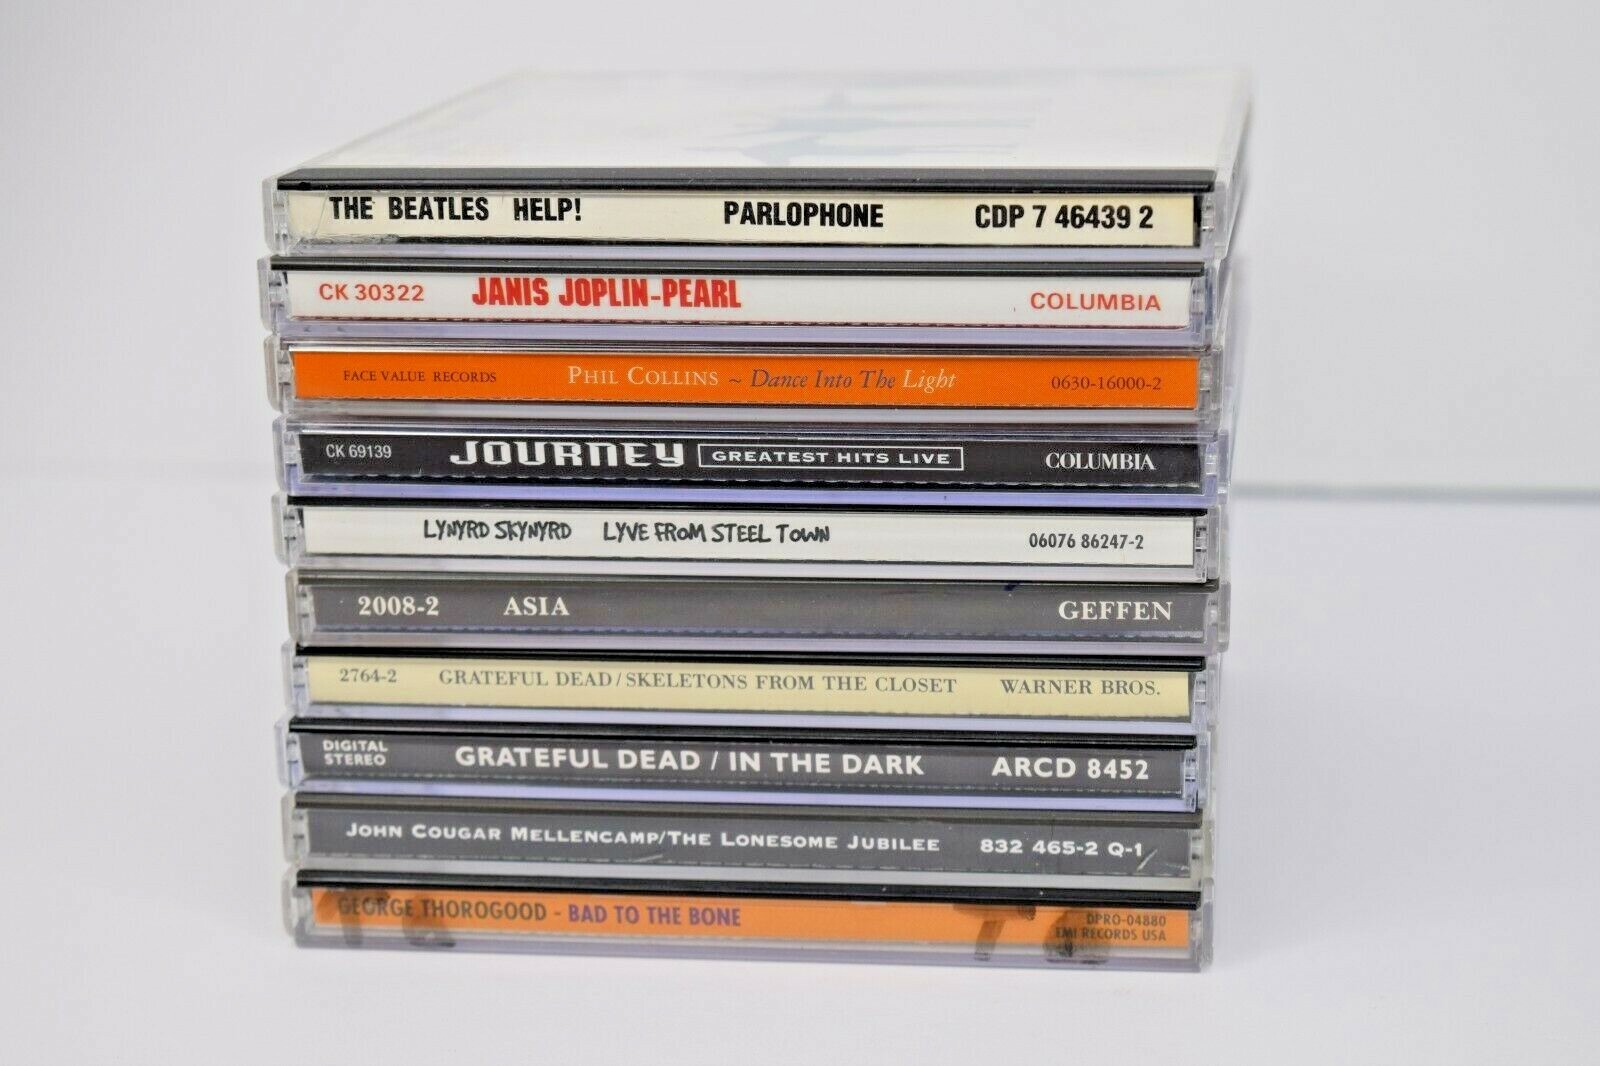 THE BEATLES HELP! PARLOPHONE CDP 7 46439 2
CK 30322 JANIS JOPLIN-PEARL COLUMBIA
FACE VALUE RECORDS PHIL COLLINS ~ Dance Into The Light 0630-16000-2
CK 69139 JOURNEY GREATEST HITS LIVE COLUMBIA
LYNYRD SKYNYRD LYVE FROM STEEL TOWN 06076 86247-2
2008-2 ASIA GEFFEN
2764-2 GRATEFUL DEAD/SKELETONS FROM THE CLOSET WARNER BROS.
DIGITAL STEREO GRATEFUL DEAD / IN THE DARK ARCD 8452
JOHN COUGAR MELLENCAMP/THE LONESOME JUBILEE 832 465-2 Q-1
GEORGE THOROGOOD - BAD TO THE BONE DPRO-04880
EMI RECORDS USA